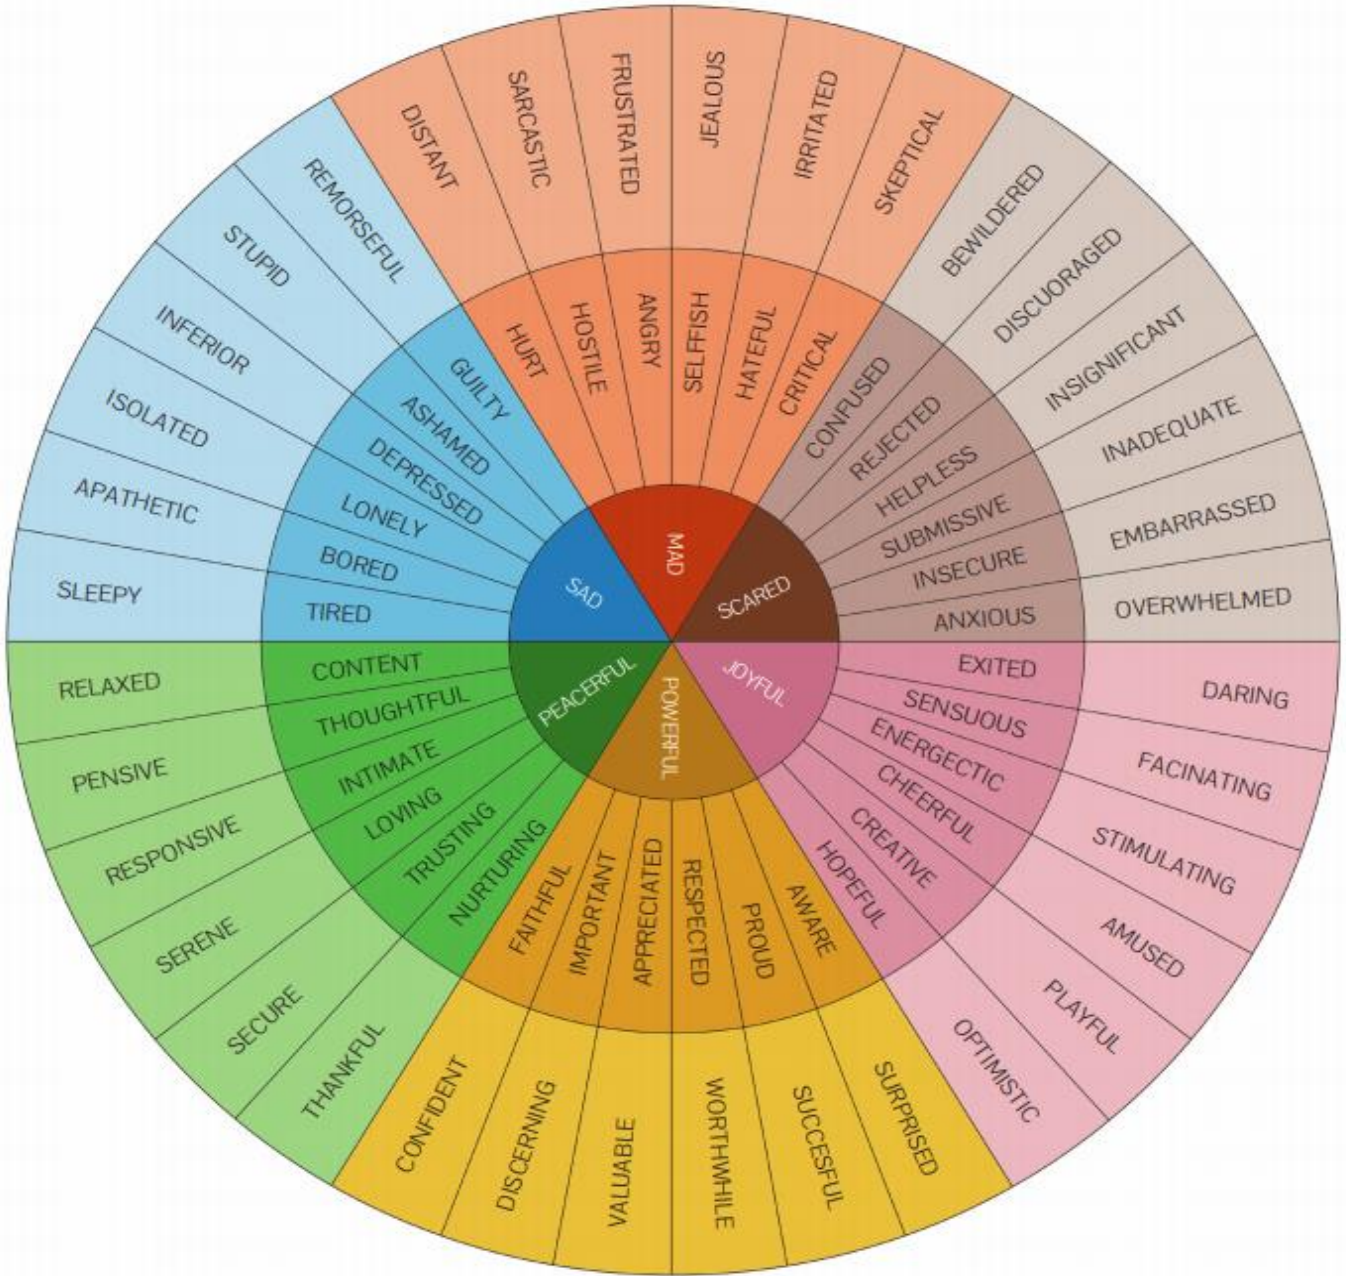 MAD
SCARED
JOYFUL
POWERFUL
PEACERFUL
SAD
HURT
HOSTILE
ANGRY
SELFFISH
HATEFUL
CRITICAL
CONFUSED
REJECTED
HELPLESS
SUBMISSIVE
INSECURE
ANXIOUS
EXITED
SENSUOUS
ENERGECTIC
CHEERFUL
CREATIVE
HOPEFUL
AWARE
PROUD
RESPECTED
APPRECIATED
IMPORTANT
FAITHFUL
NURTURING
TRUSTING
LOVING
INTIMATE
THOUGHTFUL
CONTENT
TIRED
BORED
LONELY
DEPRESSED
ASHAMED
GUILTY
DISTANT
SARCASTIC
FRUSTRATED
JEALOUS
IRRITATED
SKEPTICAL
BEWILDERED
DISCUORAGED
INSIGNIFICANT
INADEQUATE
EMBARRASSED
OVERWHELMED
DARING
FACINATING
STIMULATING
AMUSED
PLAYFUL
OPTIMISTIC
SURPRISED
SUCCESFUL
WORTHWHILE
VALUABLE
DISCERNING
CONFIDENT
THANKFUL
SECURE
SERENE
RESPONSIVE
PENSIVE
RELAXED
SLEEPY
APATHETIC
ISOLATED
INFERIOR
STUPID
REMORSEFUL